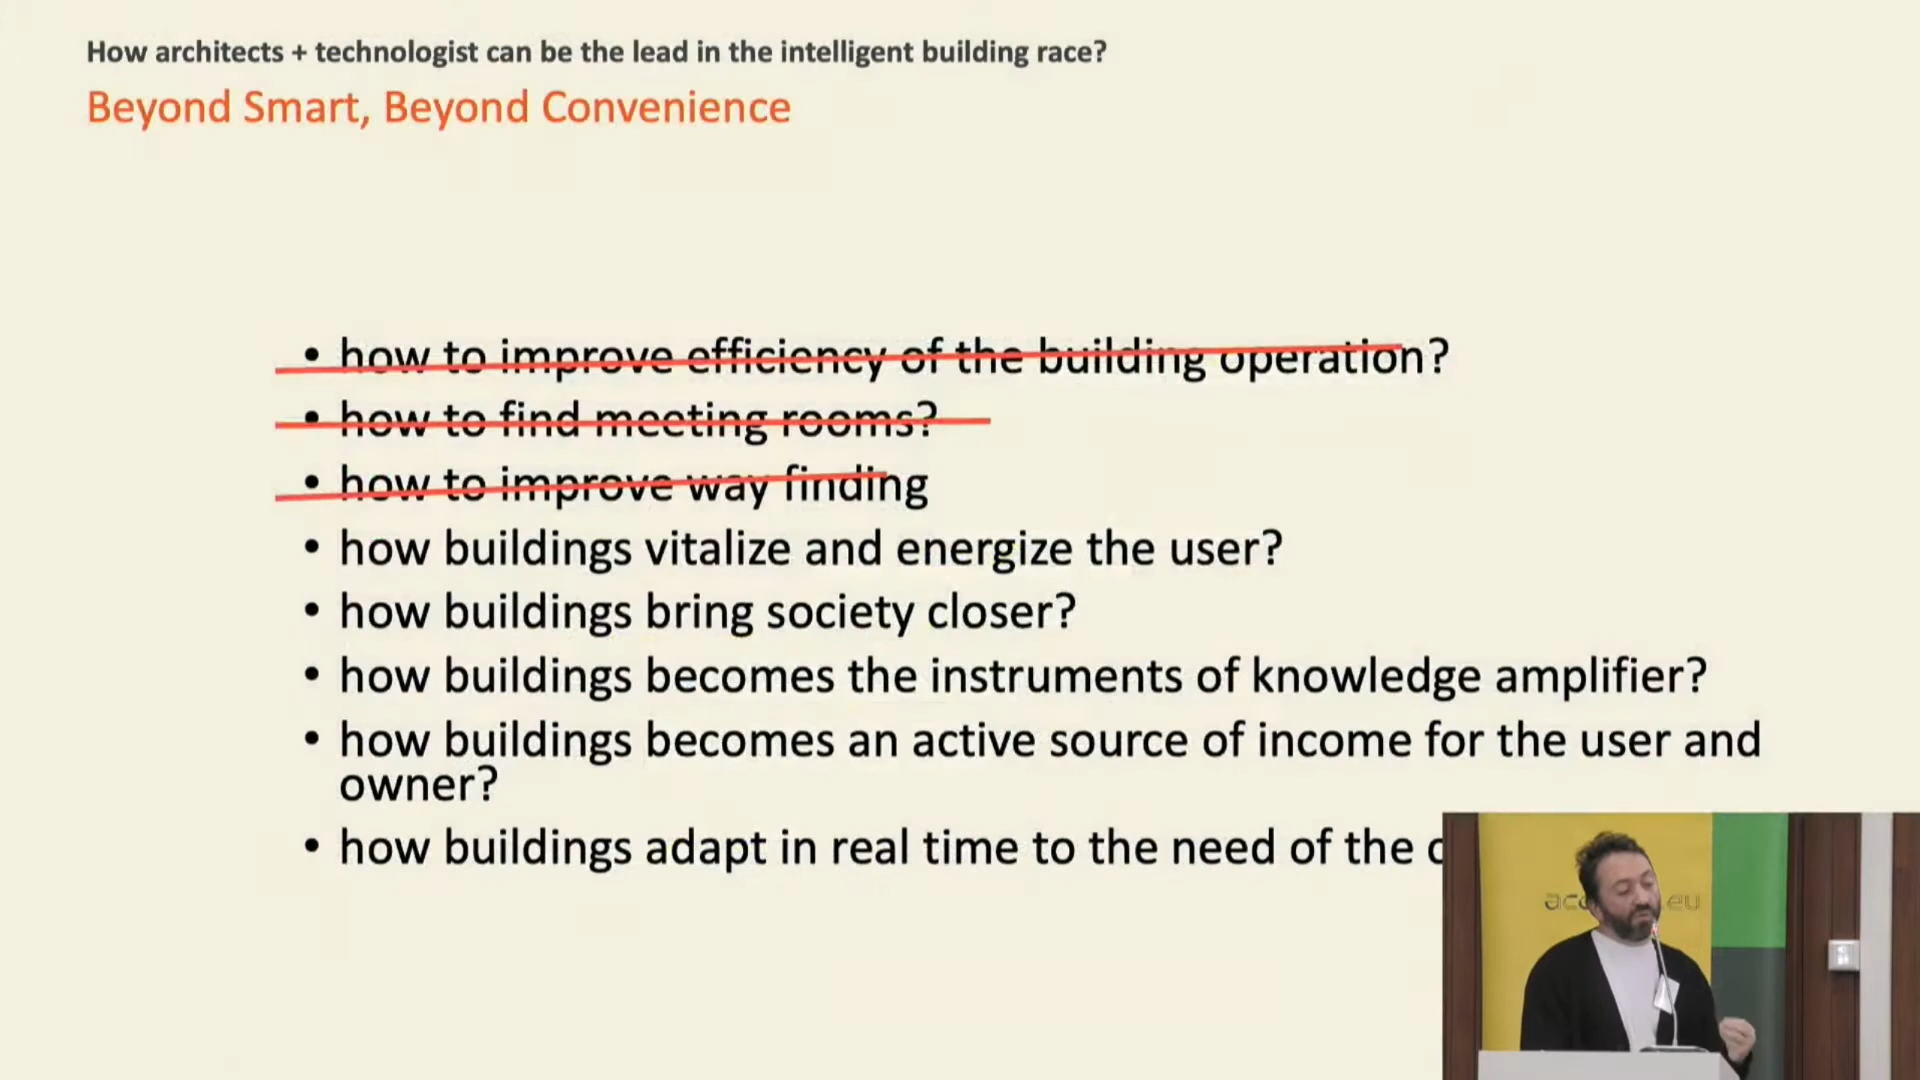 How architects + technologist can be the lead in the intelligent building race?
Beyond Smart, Beyond Convenience
• how to improve efficiency of the building operation?
• how to find meeting rooms?
• how to improve way finding
• how buildings vitalize and energize the user?
• how buildings bring society closer?
• how buildings becomes the instruments of knowledge amplifier?
• how buildings becomes an active source of income for the user and
owner?
• how buildings adapt in real time to the need of the
.eu